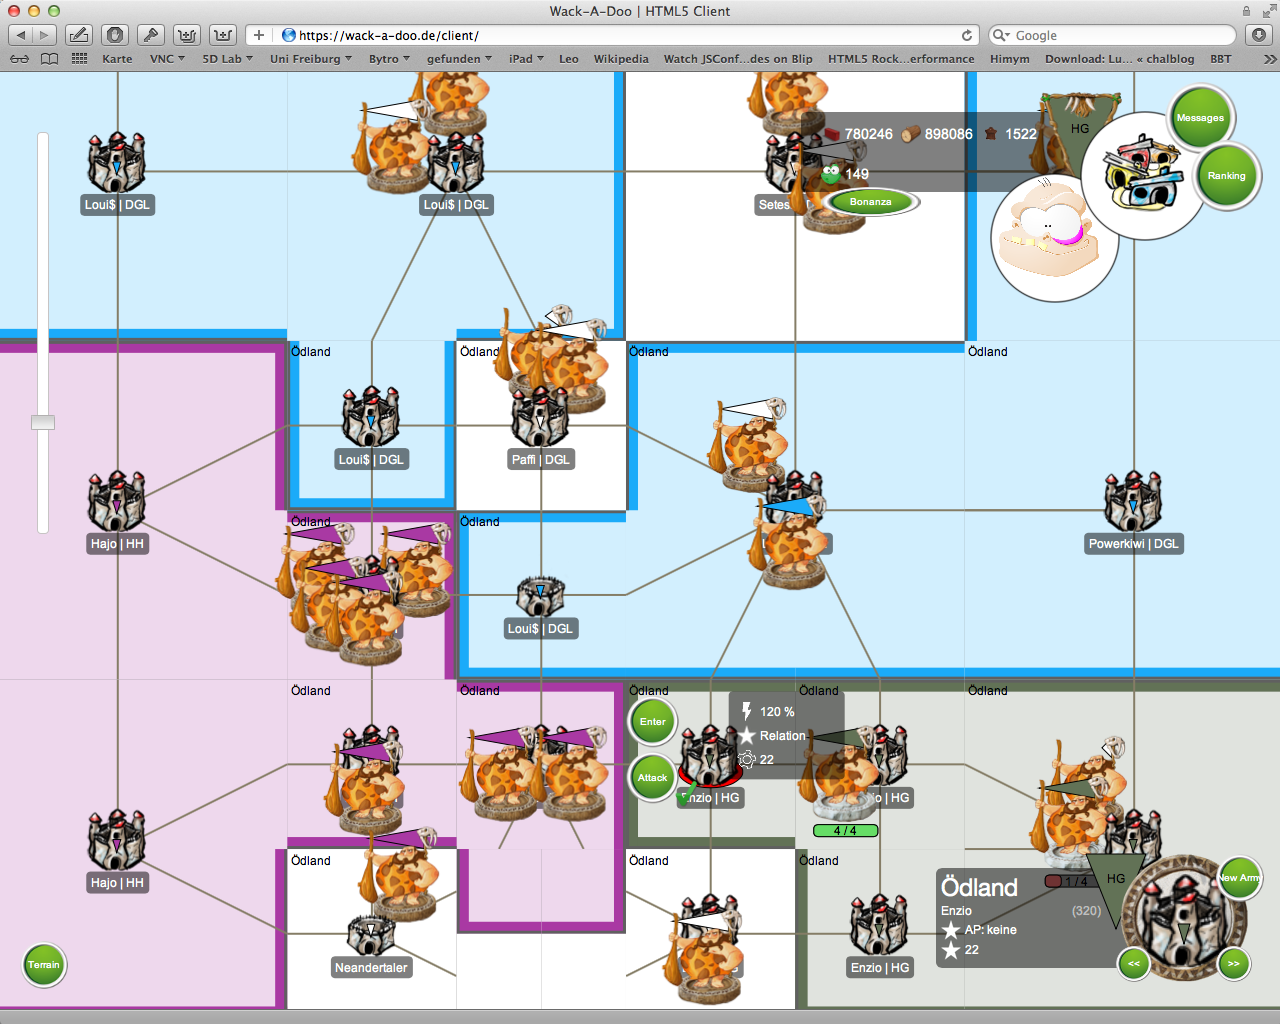 Wack-A-Doo | HTML5 Client
https://wack-a-doo.de/client/
Google
Karte
VNC
5D Lab
Uni Freiburg
Bytro
gefunden
iPad
Leo
Wikipedia
Watch JSConf...des on Blip
HTML5 Rock...erformance
Himym
Download: Lu... « chalblog
BBT
780246
898086
1522
149
Bonanza
HG
Messages
Ranking
Loui$ | DGL
Loui$ | DGL
Ödland
Ödland
Ödland
Ödland
Loui$ | DGL
Paffi | DGL
Hajo | HH
Powerkiwi | DGL
Ödland
Ödland
Loui$ | DGL
Ödland
Ödland
Ödland
Ödland
Ödland
Enter
Attack
120 %
Relation
22
Enzio | HG
4 / 4
Hajo | HH
Ödland
Ödland
Ödland
1 / 4
HG
New Army
Ödland
Enzio
(320)
AP: keine
22
<<
>>
Terrain
Neandertaler
Enzio | HG